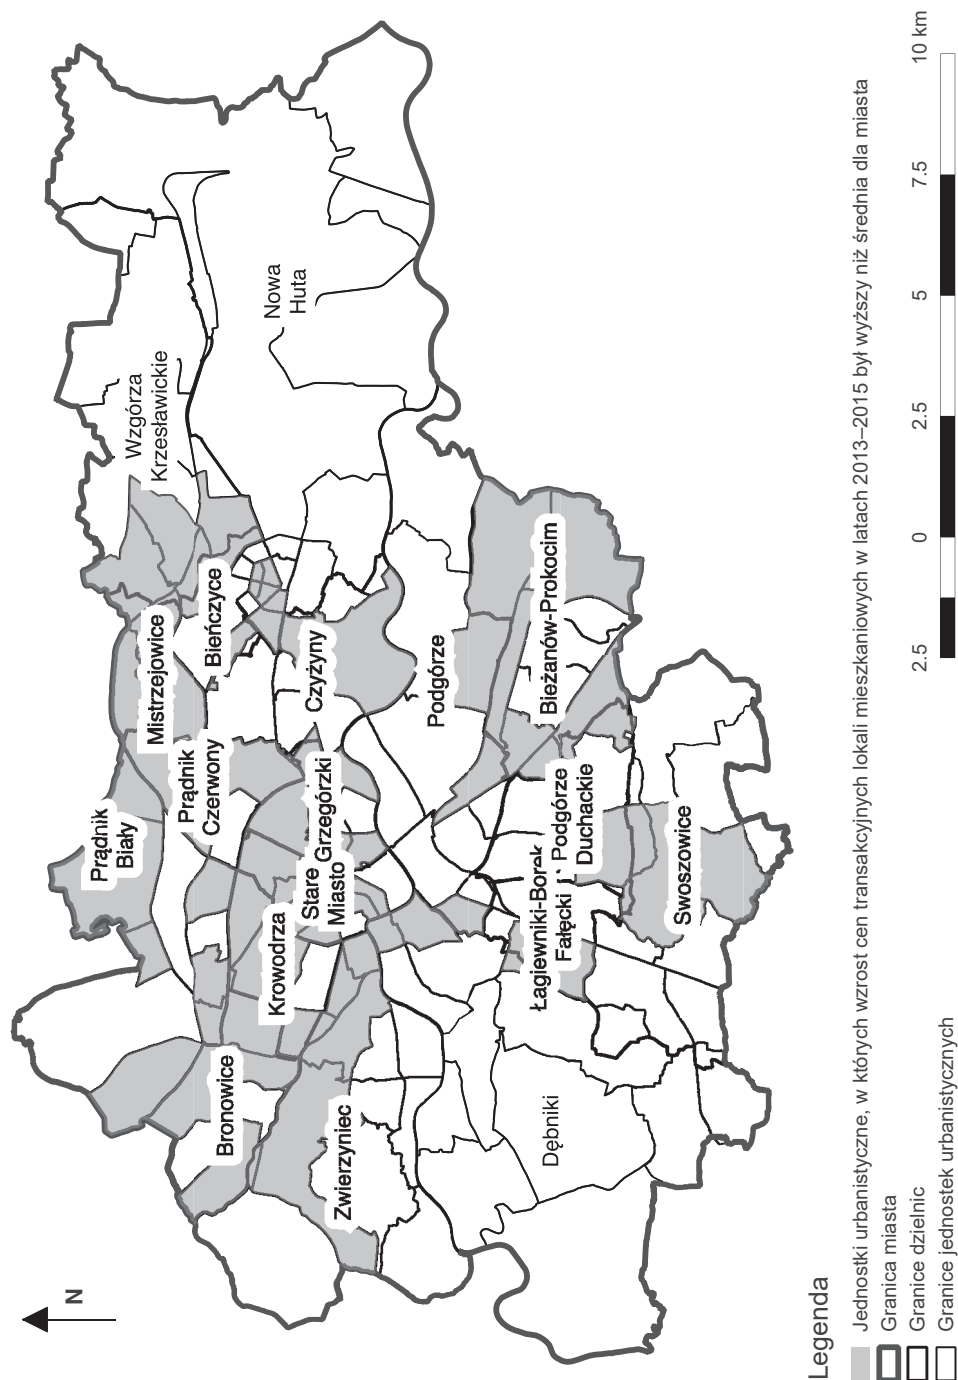 N
Prądnik
Biały
Mistrzejowice
Wzgórza
Krzesławickie
Prądnik
Czerwony
Bieńczyce
Bronowice
Krowodrza
Nowa
Huta
Stare
Miasto
Grzegórzki
Czyżyny
Zwierzyniec
Podgórze
Dębniki
Łagiewniki-Borek
Fałęcki
Podgórze
Duchackie
Bieżanów-Prokocim
Swoszowice
Legenda
Jednostki urbanistyczne, w których wzrost cen transakcyjnych lokali mieszkaniowych w latach 2013–2015 był wyższy niż średnia dla miasta
Granica miasta
Granice dzielnic
Granice jednostek urbanistycznych
2.5 0 2.5 5 7.5 10 km